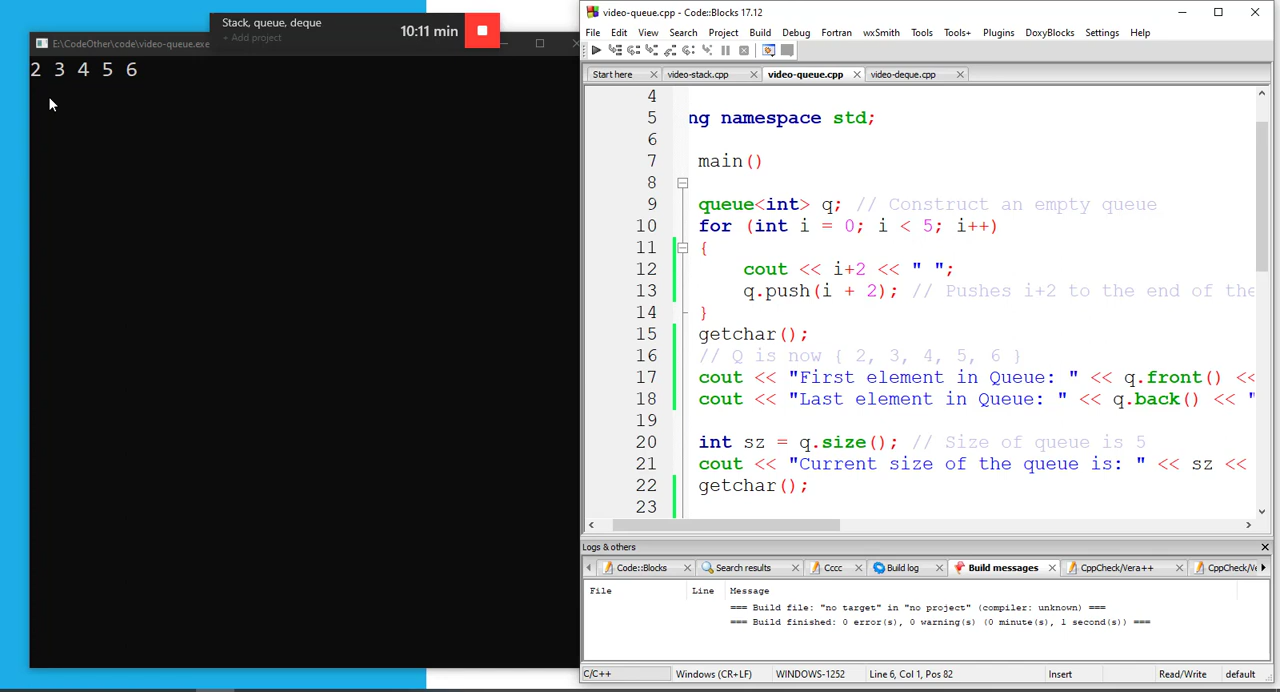 Stack, queue, deque
+ Add project
10:11 min
E:\CodeOther\code\video-queue.exe
2 3 4 5 6
video-queue.cpp - Code::Blocks 17.12
File Edit View Search Project Build Debug Fortran wxSmith Tools Tools+ Plugins DoxyBlocks Settings Help
Start here video-stack.cpp video-queue.cpp video-deque.cpp
4
5 ng namespace std;
6
7 main()
8
9 queue<int> q; // Construct an empty queue
10 for (int i = 0; i < 5; i++)
11 {
12 cout << i+2 << " ";
13 q.push(i + 2); // Pushes i+2 to the end of the
14 }
15 getchar();
16 // Q is now { 2, 3, 4, 5, 6 }
17 cout << "First element in Queue: " << q.front() <<
18 cout << "Last element in Queue: " << q.back() << "
19
20 int sz = q.size(); // Size of queue is 5
21 cout << "Current size of the queue is: " << sz <<
22 getchar();
23
Logs & others
Code::Blocks Search results Cccc Build log Build messages CppCheck/Vera++ CppCheck/Ve
File Line Message
=== Build file: "no target" in "no project" (compiler: unknown) ===
=== Build finished: 0 error(s), 0 warning(s) (0 minute(s), 1 second(s)) ===
C/C++ Windows (CR+LF) WINDOWS-1252 Line 6, Col 1, Pos 82 Insert Read/Write default